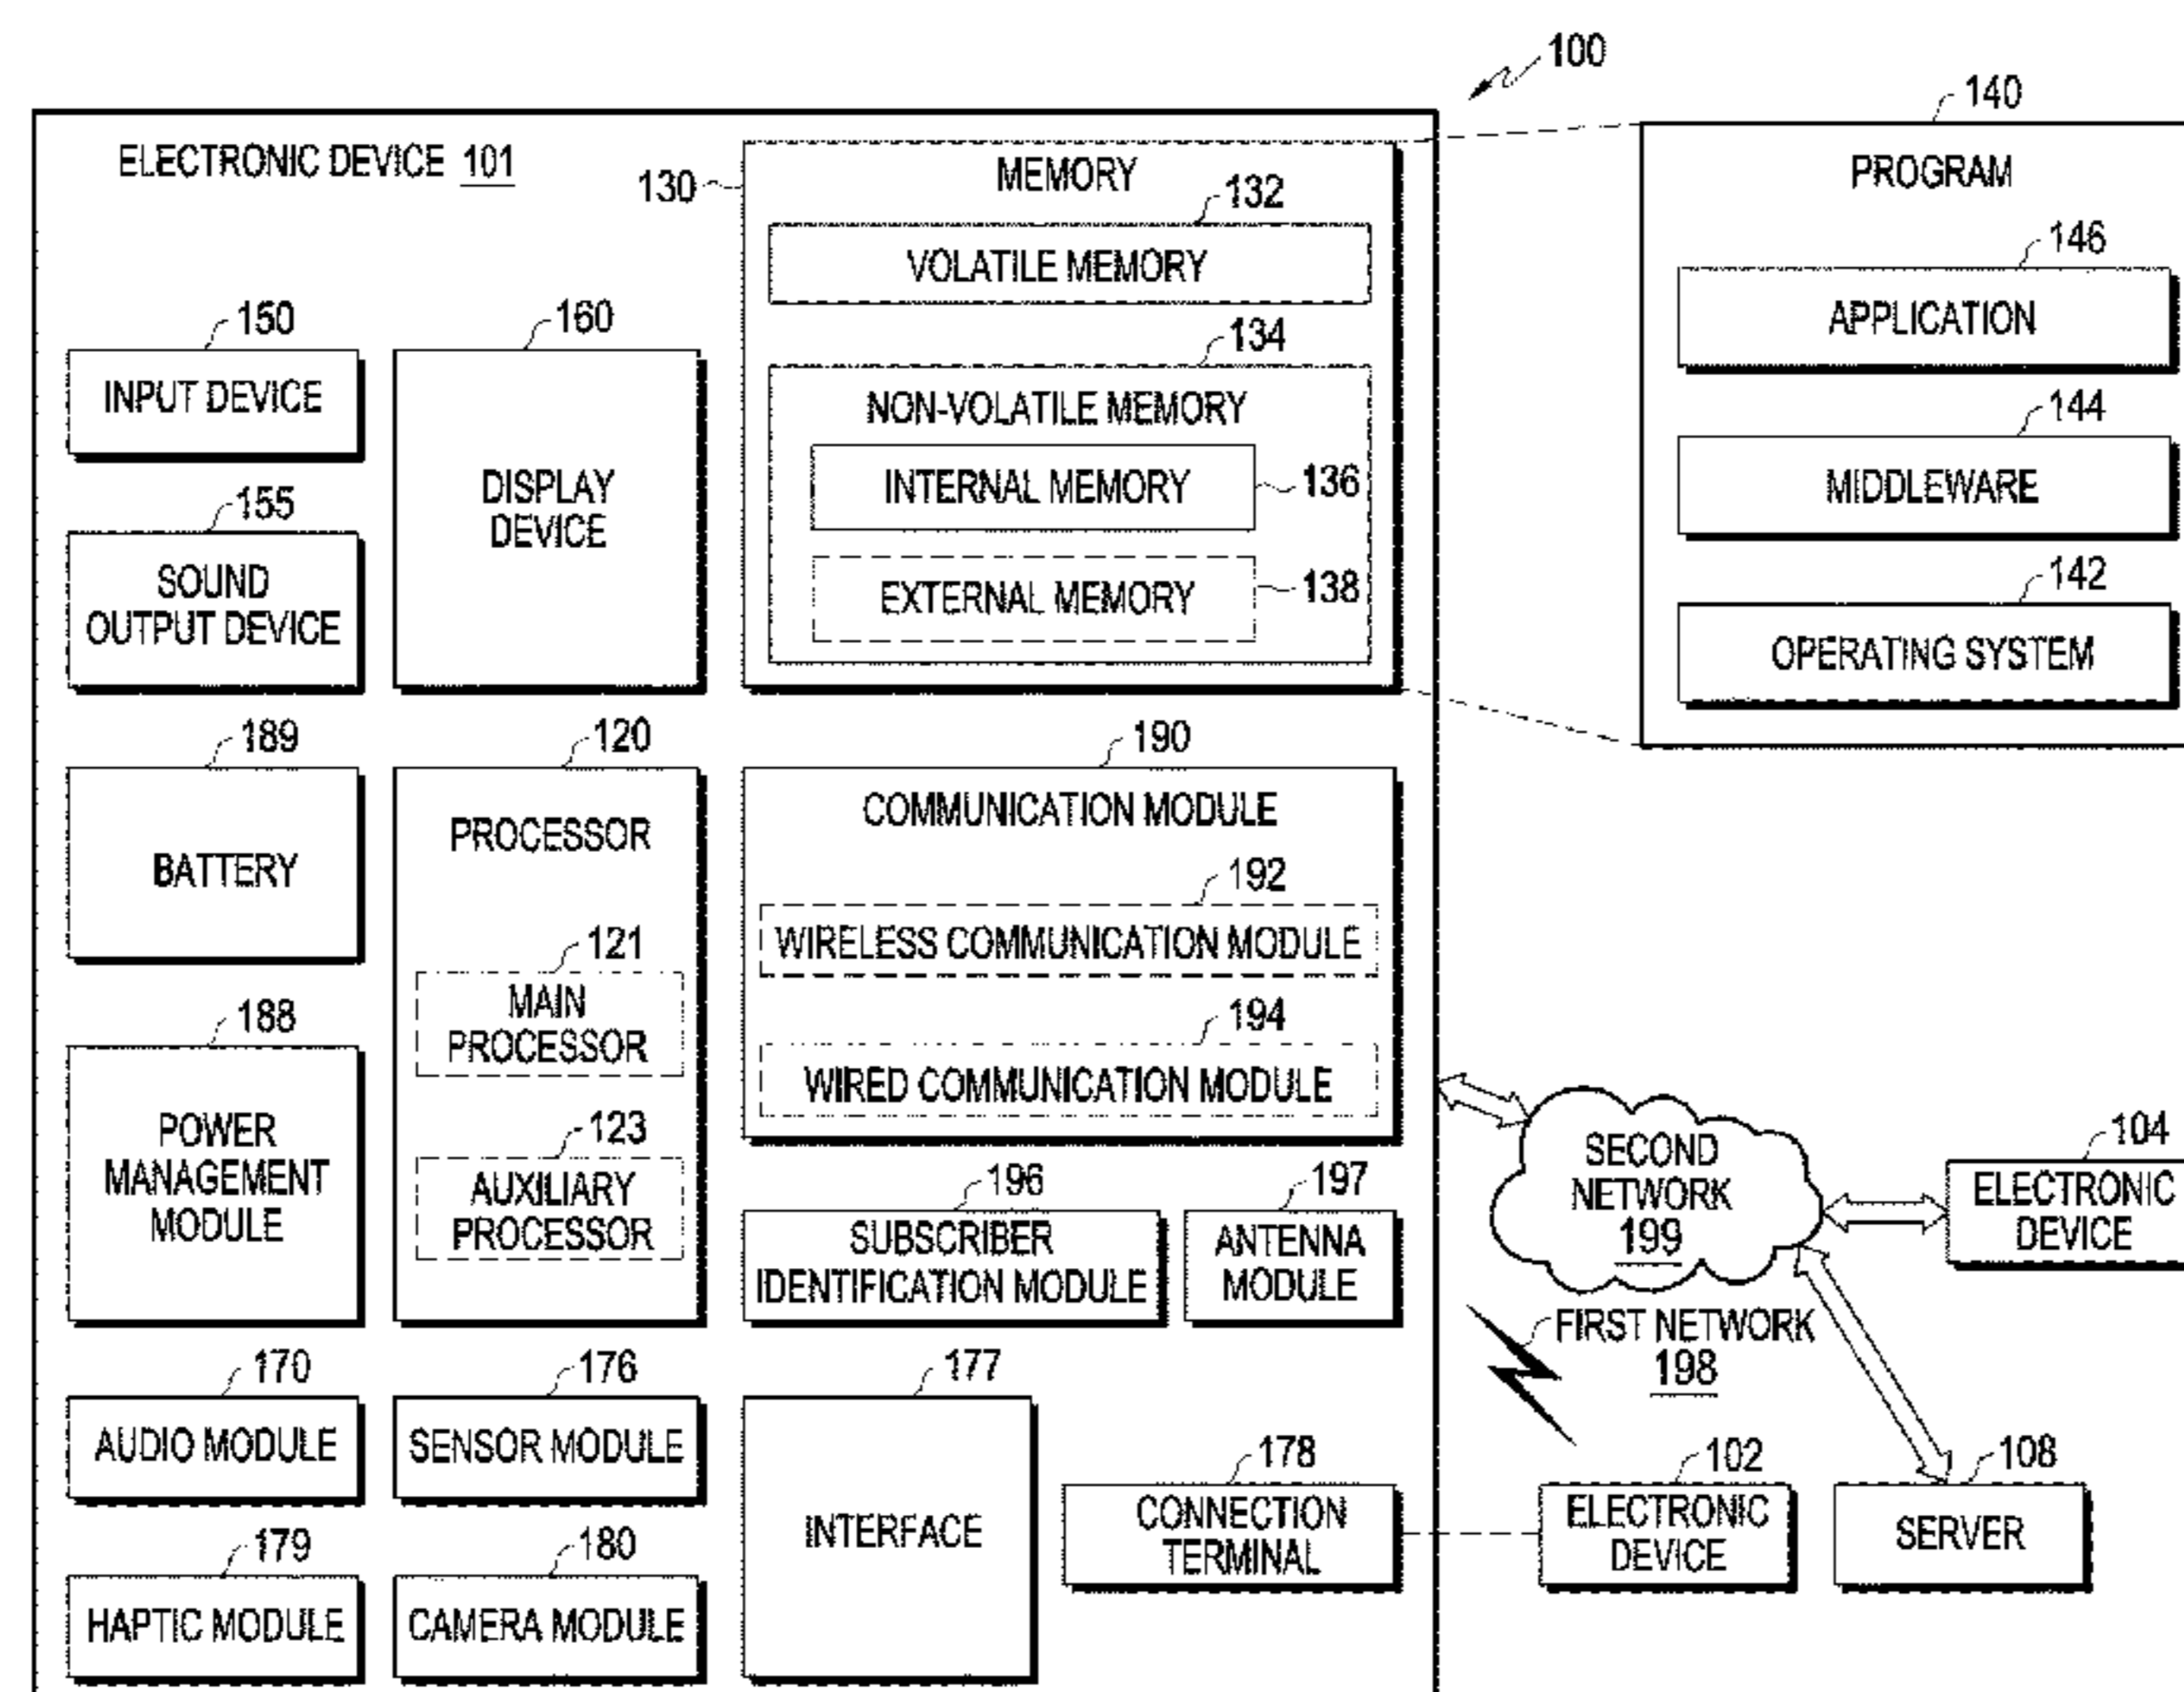 100
140
ELECTRONIC DEVICE 101
130
MEMORY
132
VOLATILE MEMORY
134
NON-VOLATILE MEMORY
INTERNAL MEMORY
136
EXTERNAL MEMORY
138
PROGRAM
146
APPLICATION
144
MIDDLEWARE
142
OPERATING SYSTEM
150
INPUT DEVICE
160
DISPLAY
DEVICE
155
SOUND
OUTPUT DEVICE
189
BATTERY
120
PROCESSOR
121
MAIN
PROCESSOR
123
AUXILIARY
PROCESSOR
190
COMMUNICATION MODULE
192
WIRELESS COMMUNICATION MODULE
194
WIRED COMMUNICATION MODULE
188
POWER
MANAGEMENT
MODULE
196
SUBSCRIBER
IDENTIFICATION MODULE
197
ANTENNA
MODULE
SECOND
NETWORK
199
104
ELECTRONIC
DEVICE
FIRST NETWORK
198
170
AUDIO MODULE
176
SENSOR MODULE
177
INTERFACE
178
CONNECTION
TERMINAL
102
ELECTRONIC
DEVICE
108
SERVER
179
HAPTIC MODULE
180
CAMERA MODULE